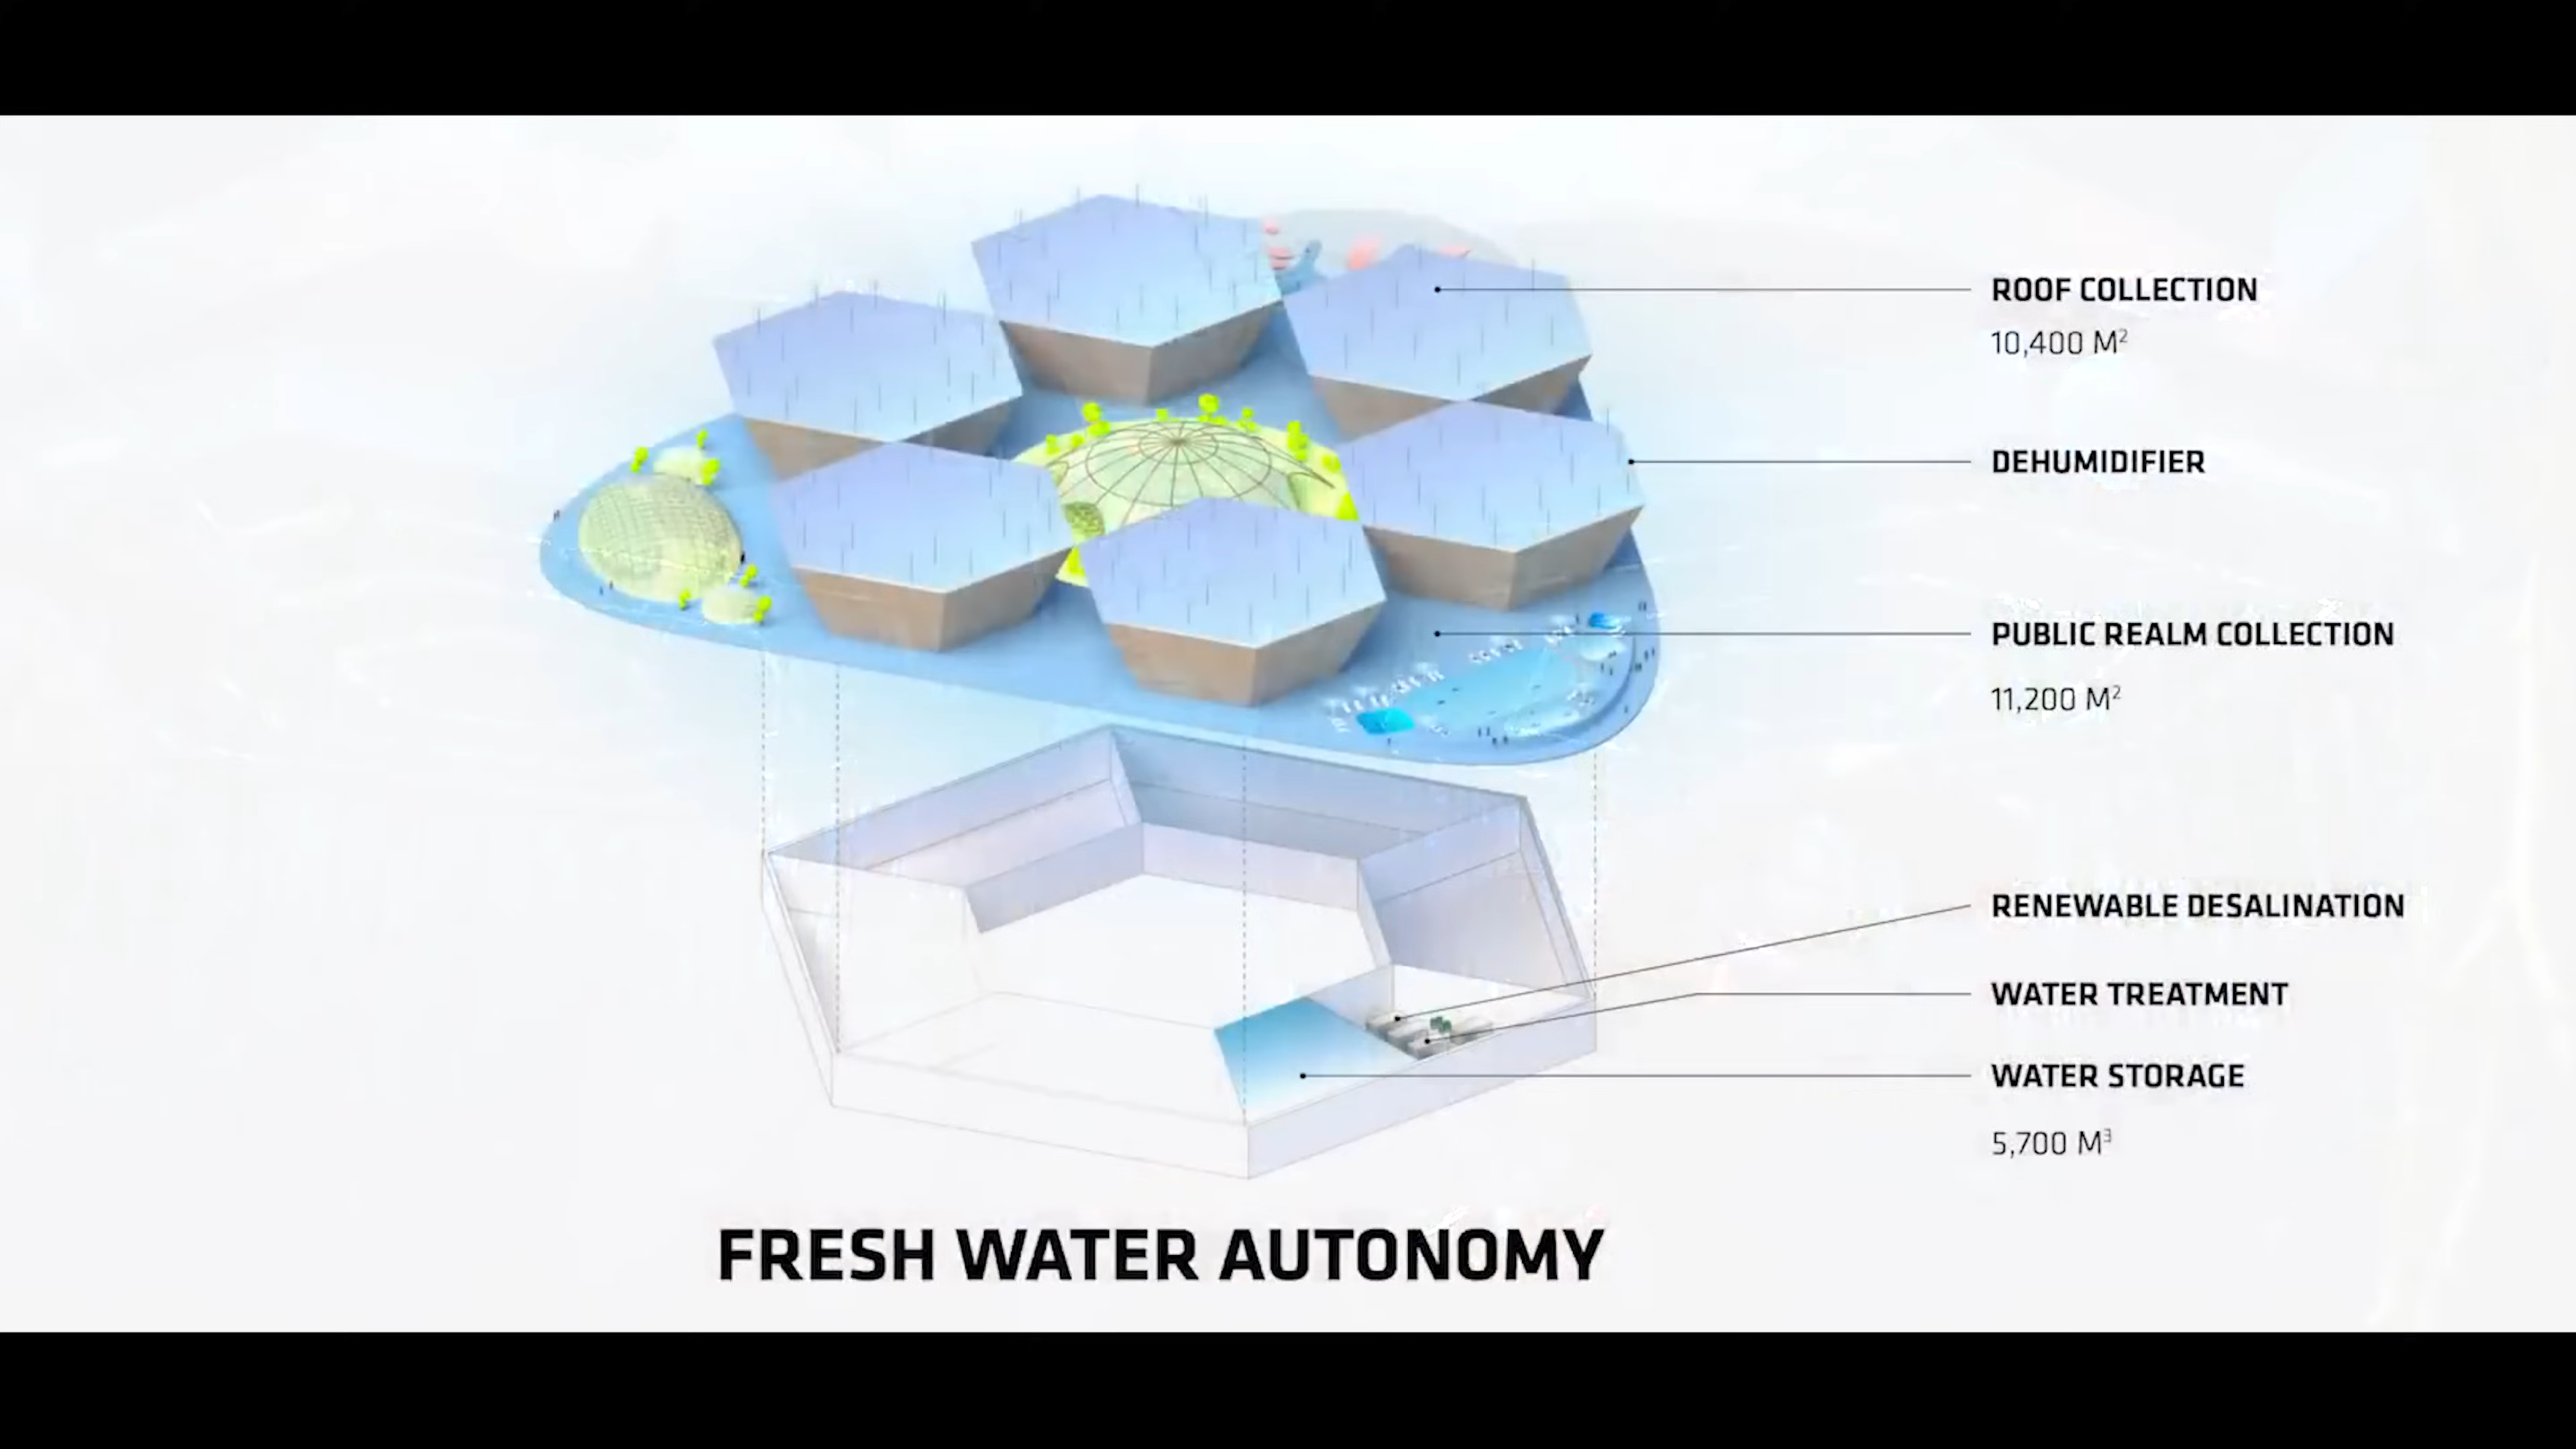 ROOF COLLECTION
10,400 M²
DEHUMIDIFIER
PUBLIC REALM COLLECTION
11,200 M²
RENEWABLE DESALINATION
WATER TREATMENT
WATER STORAGE
5,700 M³
FRESH WATER AUTONOMY